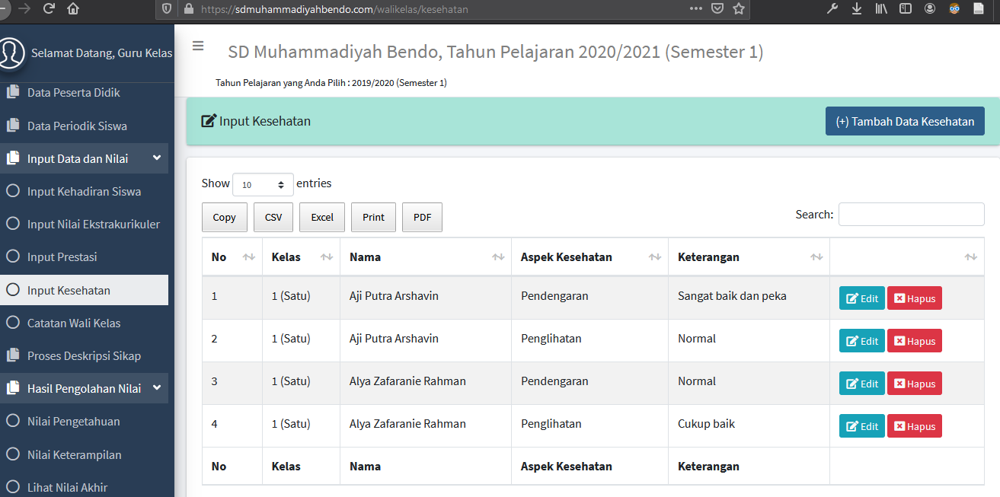 https://sdmuhammadiyahbendo.com/walikelas/kesehatan
Selamat Datang, Guru Kelas
Data Peserta Didik
Data Periodik Siswa
Input Data dan Nilai
Input Kehadiran Siswa
Input Nilai Ekstrakurikuler
Input Prestasi
Input Kesehatan
Catatan Wali Kelas
Proses Deskripsi Sikap
Hasil Pengolahan Nilai
Nilai Pengetahuan
Nilai Keterampilan
Lihat Nilai Akhir
SD Muhammadiyah Bendo, Tahun Pelajaran 2020/2021 (Semester 1)
Tahun Pelajaran yang Anda Pilih : 2019/2020 (Semester 1)
Input Kesehatan (+) Tambah Data Kesehatan
Show 10 entries
Copy CSV Excel Print PDF Search:
No Kelas Nama Aspek Kesehatan Keterangan
1 1 (Satu) Aji Putra Arshavin Pendengaran Sangat baik dan peka Edit Hapus
2 1 (Satu) Aji Putra Arshavin Penglihatan Normal Edit Hapus
3 1 (Satu) Alya Zafaranie Rahman Pendengaran Normal Edit Hapus
4 1 (Satu) Alya Zafaranie Rahman Penglihatan Cukup baik Edit Hapus
No Kelas Nama Aspek Kesehatan Keterangan